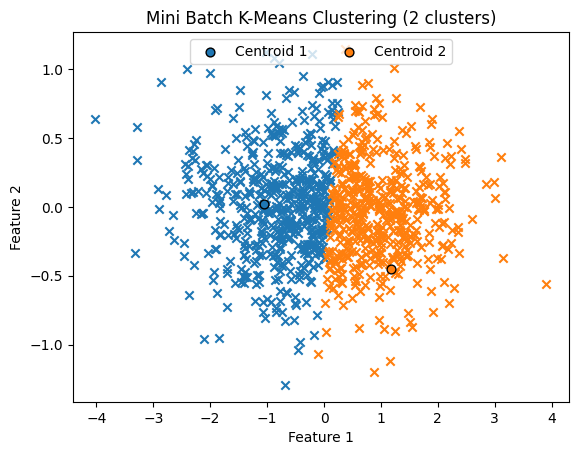 Mini Batch K-Means Clustering (2 clusters)
Centroid 1 Centroid 2
1.0
0.5
0.0
−0.5
−1.0
Feature 2
−4 −3 −2 −1 0 1 2 3 4
Feature 1